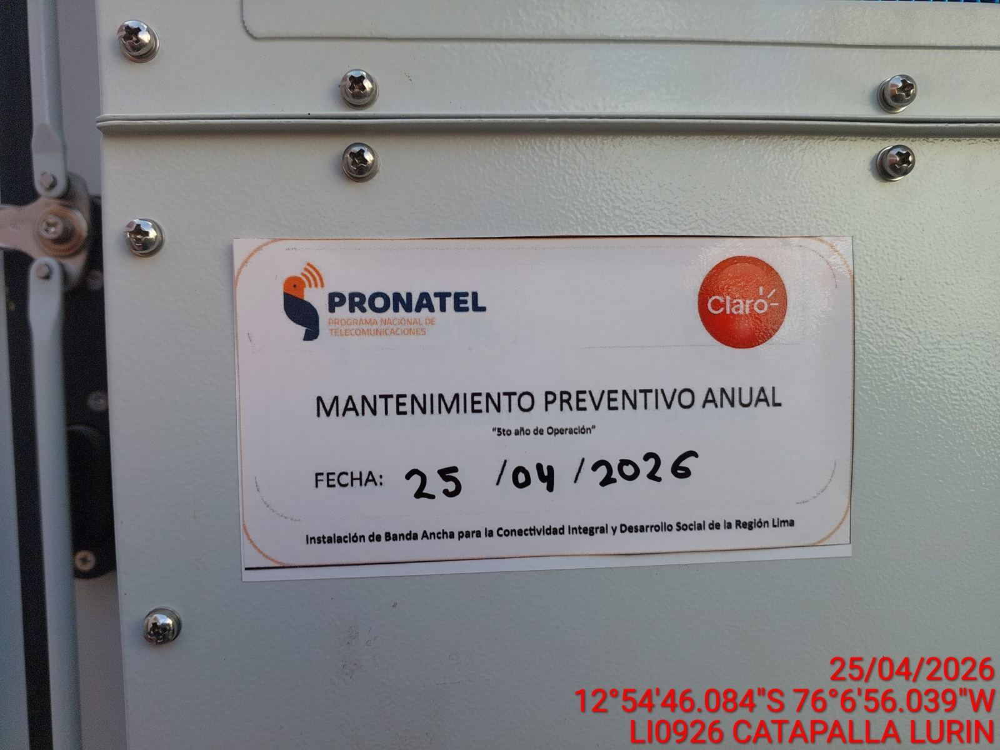 PRONATEL
PROGRAMA NACIONAL DE
TELECOMUNICACIONES
Claro
MANTENIMIENTO PREVENTIVO ANUAL
"5to año de Operación"
FECHA: 25 /04 /2026
Instalación de Banda Ancha para la Conectividad Integral y Desarrollo Social de la Región Lima
25/04/2026
12°54'46.084"S 76°6'56.039"W
LI0926 CATAPALLA LURIN